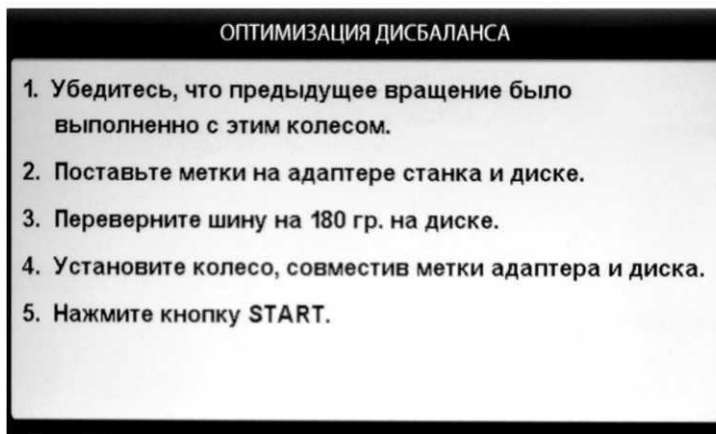 ОПТИМИЗАЦИЯ ДИСБАЛАНСА
1. Убедитесь, что предыдущее вращение было
выполненно с этим колесом.
2. Поставьте метки на адаптере станка и диске.
3. Переверните шину на 180 гр. на диске.
4. Установите колесо, совместив метки адаптера и диска.
5. Нажмите кнопку START.